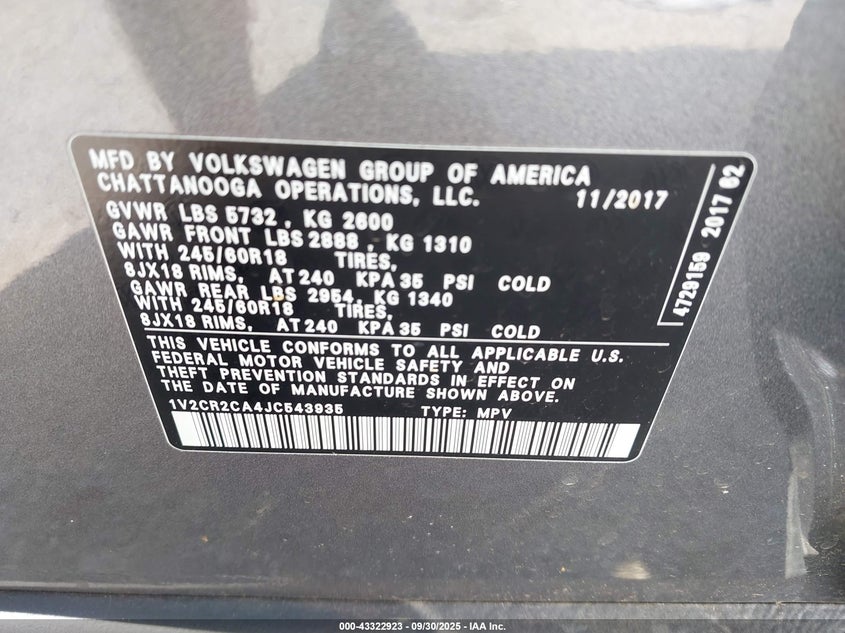 MFD BY VOLKSWAGEN GROUP OF AMERICA
CHATTANOOGA OPERATIONS, LLC. 11/2017
GVWR LBS 5732 , KG 2600
GAWR FRONT LBS 2888 , KG 1310
WITH 245/60R18 TIRES,
8JX18 RIMS, AT 240 KPA 35 PSI COLD
GAWR REAR LBS 2954, KG 1340
WITH 245/60R18 TIRES,
8JX18 RIMS, AT 240 KPA 35 PSI COLD
THIS VEHICLE CONFORMS TO ALL APPLICABLE U.S.
FEDERAL MOTOR VEHICLE SAFETY AND
THEFT PREVENTION STANDARDS IN EFFECT ON
THE DATE OF MANUFACTURE SHOWN ABOVE.
1V2CR2CA4JC543935 TYPE: MPV
4729159 2017 62
000-43322923 - 09/30/2025 - IAA Inc.